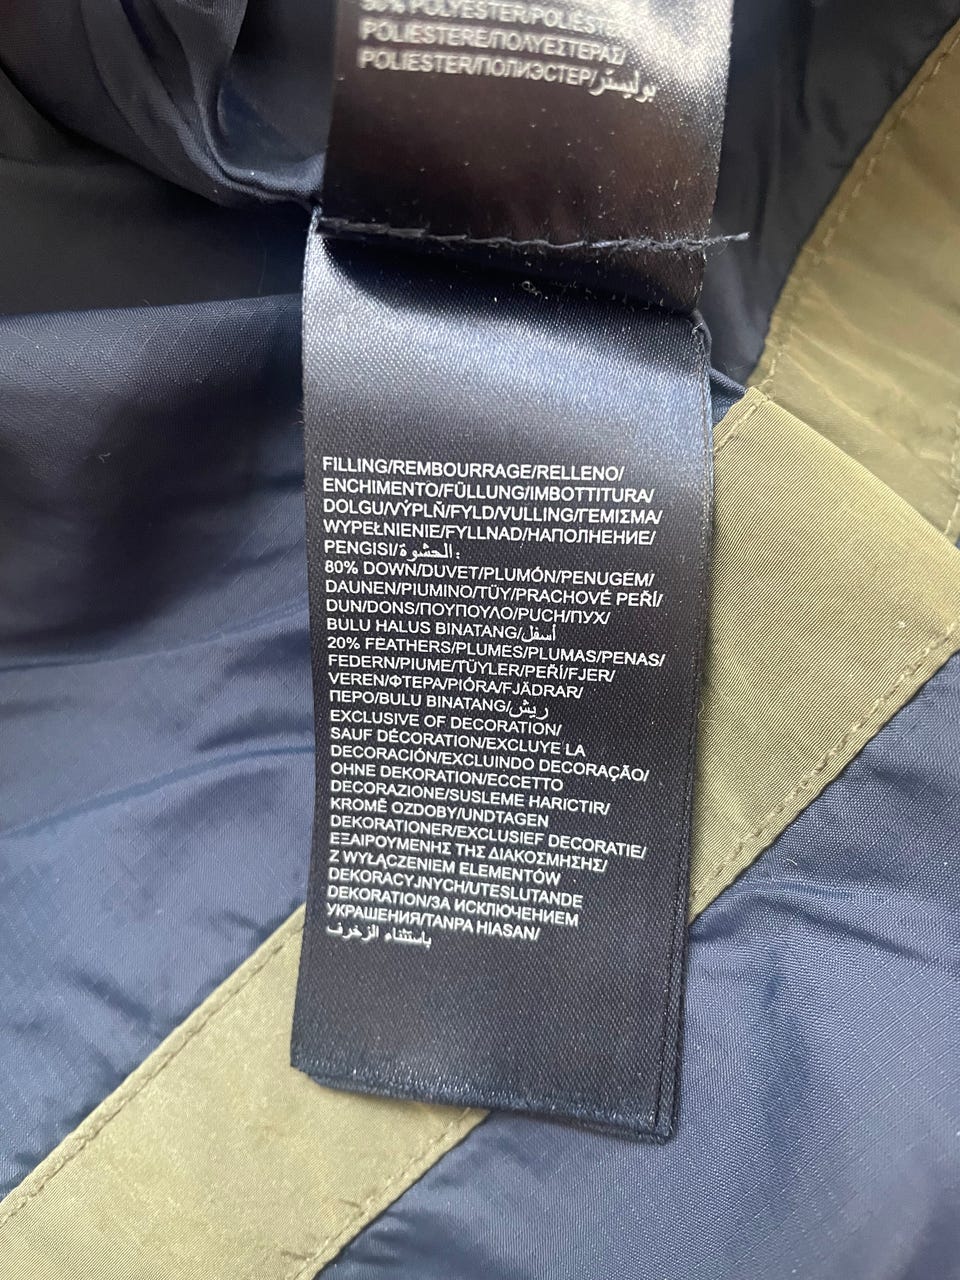 POLYESTER/POLIÉST
POLIESTERE/ΠΟΛΥΕΣΤΕΡΑΣ/
POLIESTER/ПОЛИЭСТЕР/بوليستر
FILLING/REMBOURRAGE/RELLENO/
ENCHIMENTO/FÜLLUNG/IMBOTTITURA/
DOLGU/VÝPLŇ/FYLD/VULLING/ΓΕΜΙΣΜΑ/
WYPEŁNIENIE/FYLLNAD/НАПОЛНЕНИЕ/
PENGISI/الحشوة:
80% DOWN/DUVET/PLUMÓN/PENUGEM/
DAUNEN/PIUMINO/TÜY/PRACHOVÉ PEŘÍ/
DUN/DONS/ΠΟΥΠΟΥΛΟ/PUCH/ПУХ/
BULU HALUS BINATANG/أسفل
20% FEATHERS/PLUMES/PLUMAS/PENAS/
FEDERN/PIUME/TÜYLER/PEŘÍ/FJER/
VEREN/ΦΤΕΡΑ/PIÓRA/FJÄDRAR/
ПЕРО/BULU BINATANG/ريش
EXCLUSIVE OF DECORATION/
SAUF DÉCORATION/EXCLUYE LA
DECORACIÓN/EXCLUINDO DECORAÇÃO/
OHNE DEKORATION/ECCETTO
DECORAZIONE/SUSLEME HARICTIR/
KROMĚ OZDOBY/UNDTAGEN
DEKORATIONER/EXCLUSIEF DECORATIE/
ΕΞΑΙΡΟΥΜΕΝΗΣ ΤΗΣ ΔΙΑΚΟΣΜΗΣΗΣ/
Z WYŁĄCZENIEM ELEMENTÓW
DEKORACYJNYCH/UTESLUTANDE
DEKORATION/ЗА ИСКЛЮЧЕНИЕМ
УКРАШЕНИЯ/TANPA HIASAN/
باستثناء الزخرف